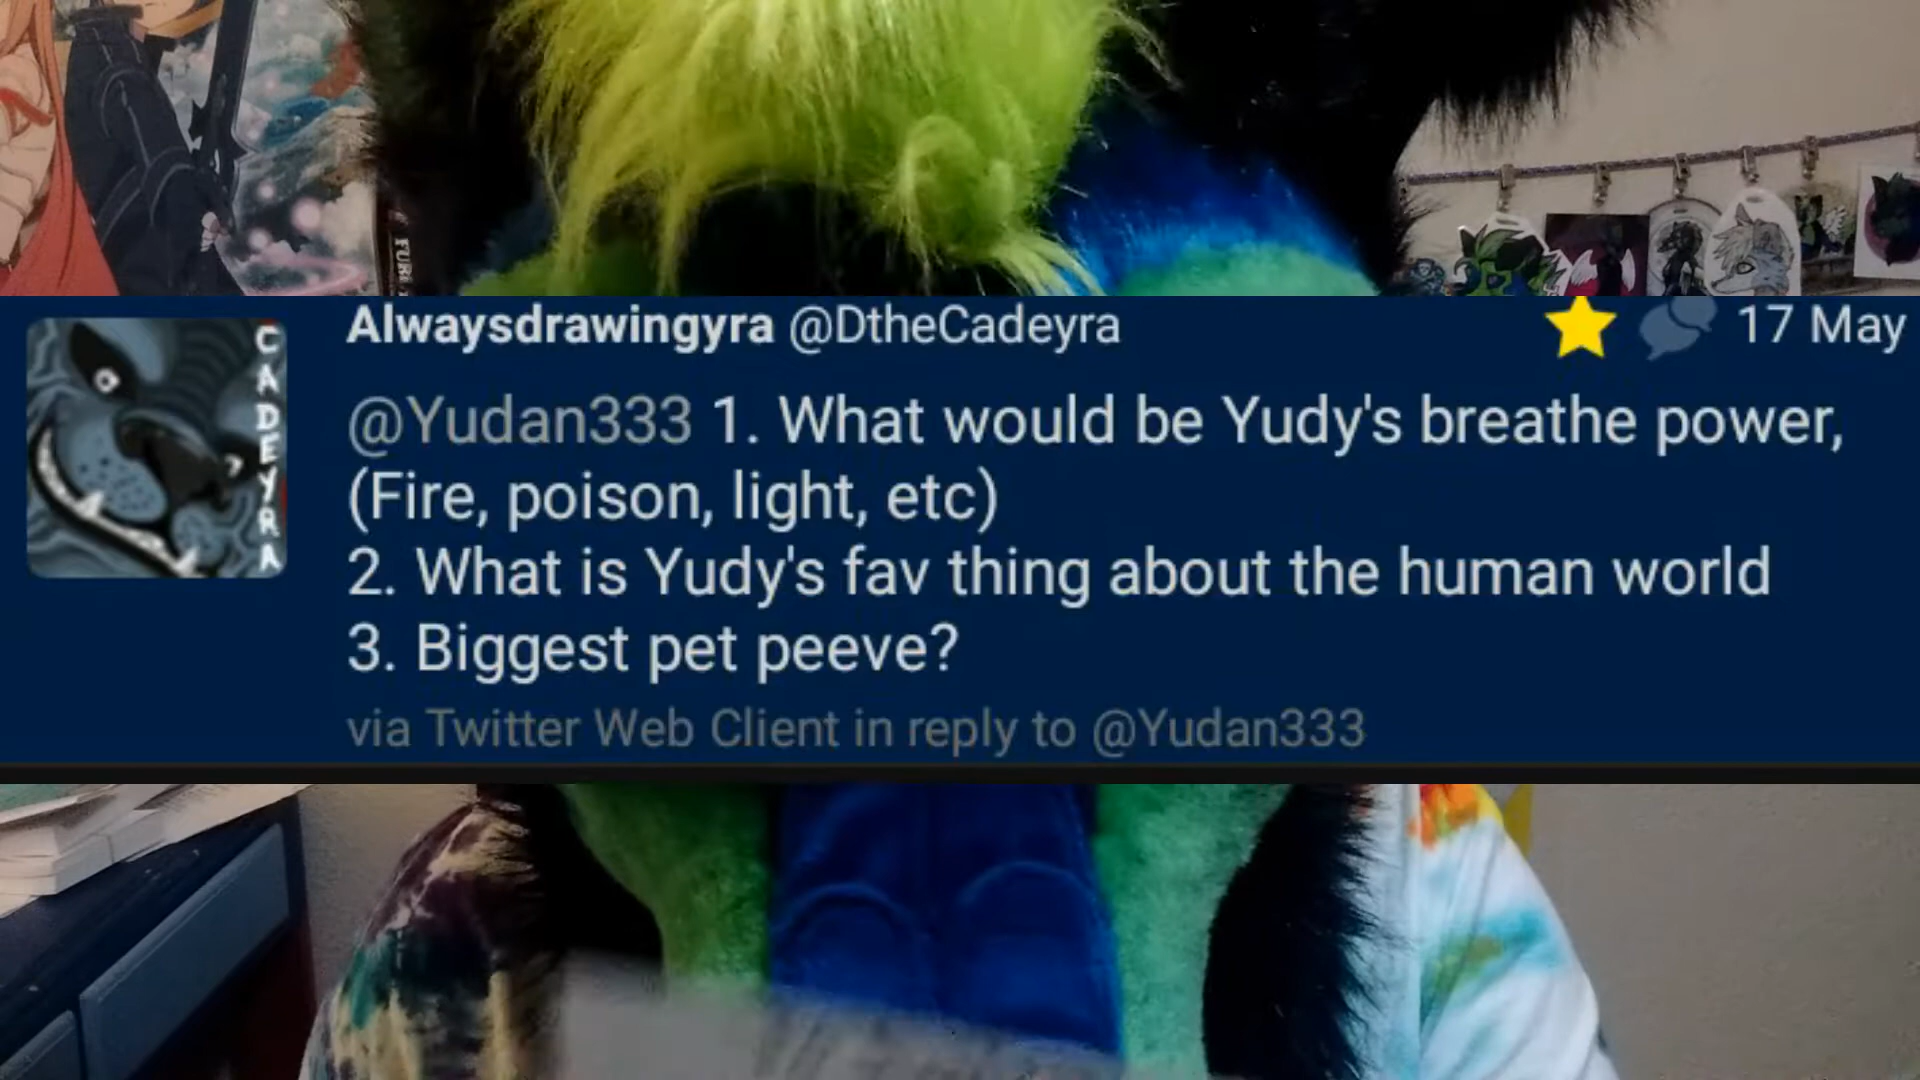 FUR
Alwaysdrawingyra @DtheCadeyra 17 May
CADEYRA
@Yudan333 1. What would be Yudy's breathe power,
(Fire, poison, light, etc)
2. What is Yudy's fav thing about the human world
3. Biggest pet peeve?
via Twitter Web Client in reply to @Yudan333